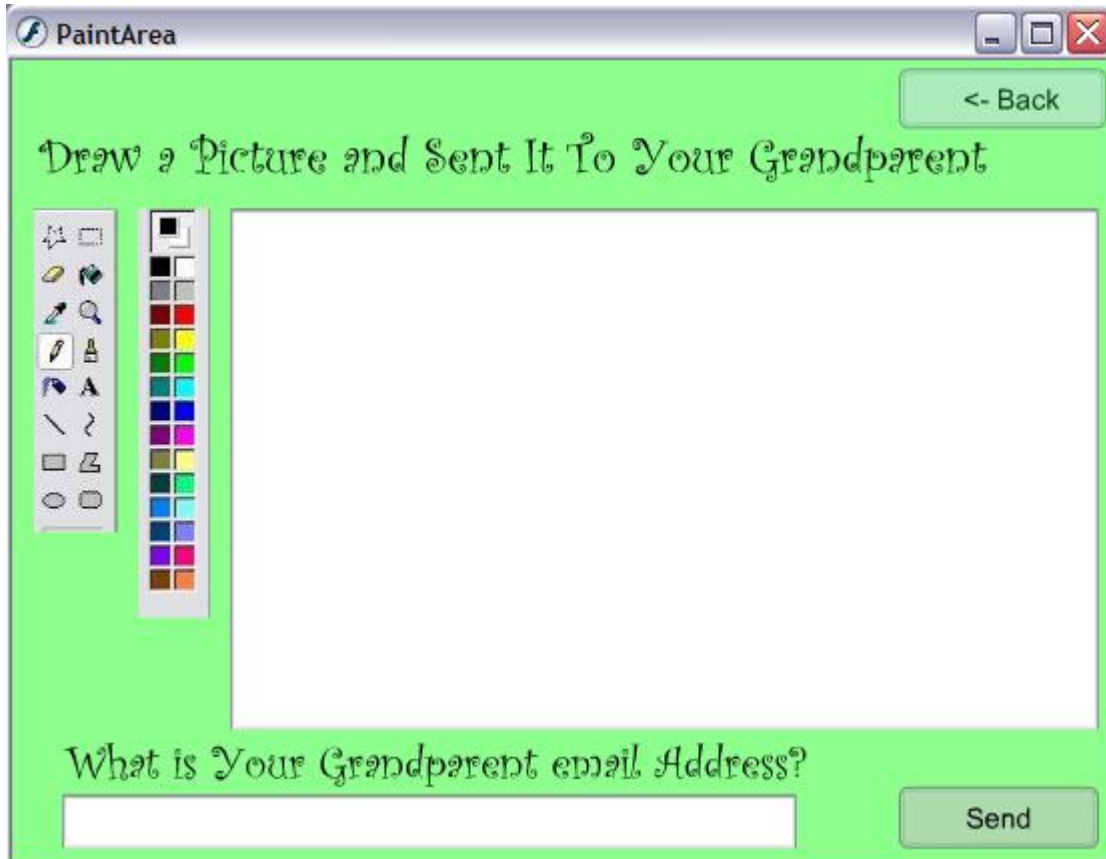 PaintArea
<- Back
Draw a Picture and Sent It To Your Grandparent
A
What is Your Grandparent email Address?
Send